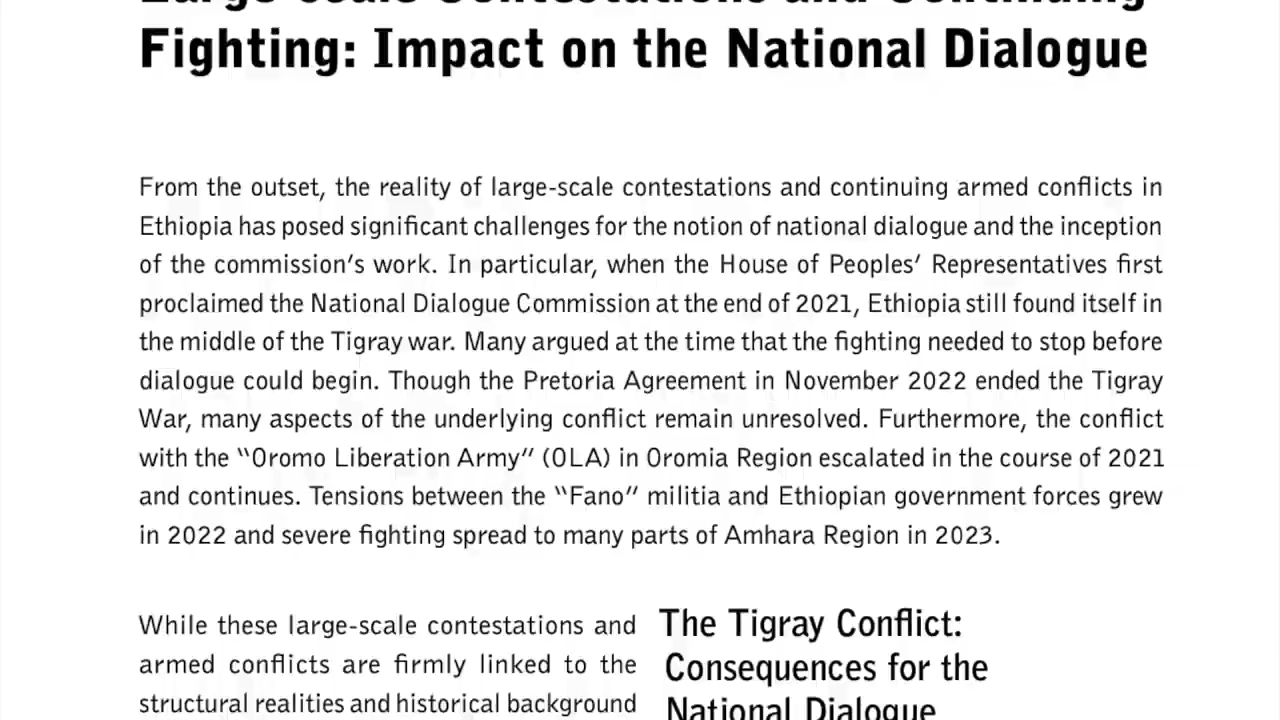 Large-scale Contestations and Continuing
Fighting: Impact on the National Dialogue
From the outset, the reality of large-scale contestations and continuing armed conflicts in
Ethiopia has posed significant challenges for the notion of national dialogue and the inception
of the commission’s work. In particular, when the House of Peoples’ Representatives first
proclaimed the National Dialogue Commission at the end of 2021, Ethiopia still found itself in
the middle of the Tigray war. Many argued at the time that the fighting needed to stop before
dialogue could begin. Though the Pretoria Agreement in November 2022 ended the Tigray
War, many aspects of the underlying conflict remain unresolved. Furthermore, the conflict
with the “Oromo Liberation Army” (OLA) in Oromia Region escalated in the course of 2021
and continues. Tensions between the “Fano” militia and Ethiopian government forces grew
in 2022 and severe fighting spread to many parts of Amhara Region in 2023.
While these large-scale contestations and
armed conflicts are firmly linked to the
structural realities and historical background
The Tigray Conflict:
Consequences for the
National Dialogue